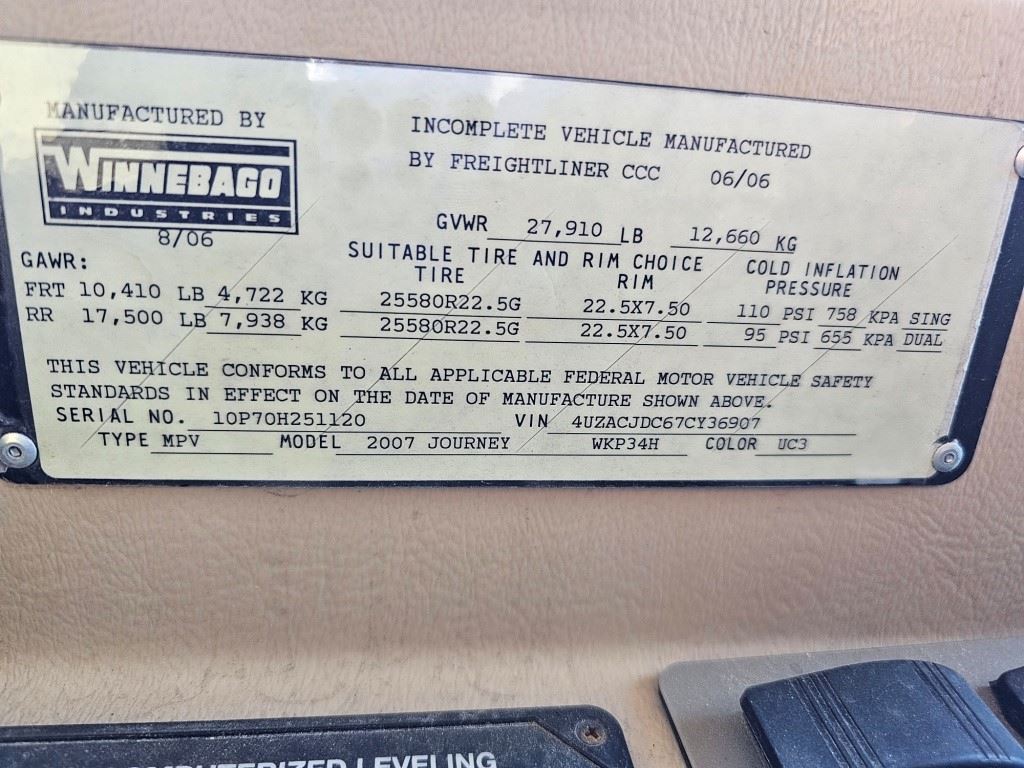 MANUFACTURED BY
WINNEBAGO
INDUSTRIES
8/06
INCOMPLETE VEHICLE MANUFACTURED
BY FREIGHTLINER CCC 06/06
GVWR 27,910 LB 12,660 KG
GAWR:
SUITABLE TIRE AND RIM CHOICE
TIRE RIM
COLD INFLATION
PRESSURE
FRT 10,410 LB 4,722 KG 25580R22.5G 22.5X7.50 110 PSI 758 KPA SING
RR 17,500 LB 7,938 KG 25580R22.5G 22.5X7.50 95 PSI 655 KPA DUAL
THIS VEHICLE CONFORMS TO ALL APPLICABLE FEDERAL MOTOR VEHICLE SAFETY
STANDARDS IN EFFECT ON THE DATE OF MANUFACTURE SHOWN ABOVE.
SERIAL NO. 10P70H251120 VIN 4UZACJDC67CY36907
TYPE MPV MODEL 2007 JOURNEY WKP34H COLOR UC3
COMPUTERIZED LEVELING